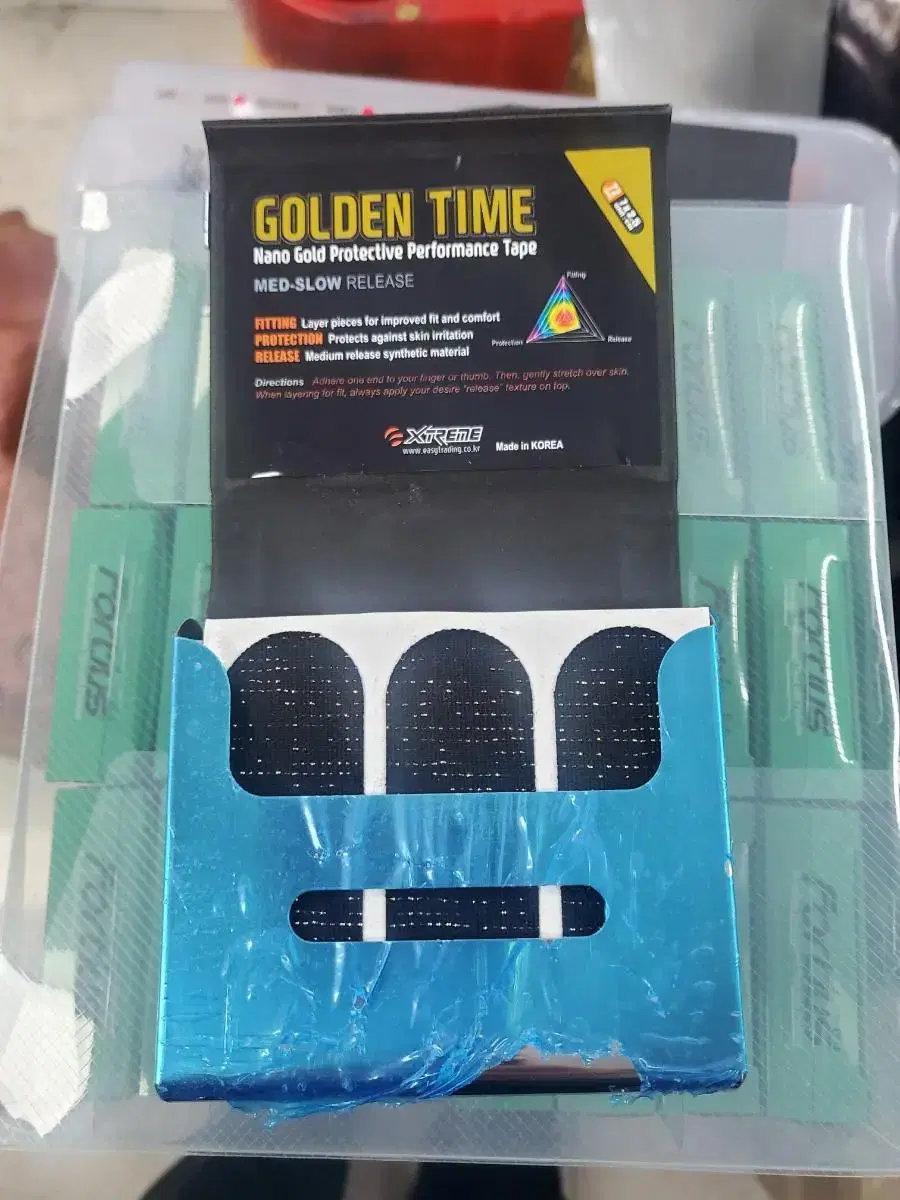 GOLDEN TIME
Nano Gold Protective Performance Tape
MED-SLOW RELEASE
FITTING Layer pieces for improved fit and comfort
PROTECTION Protects against skin irritation
RELEASE Medium release synthetic material
Fitting
Protection
Release
Directions Adhere one end to your finger or thumb. Then, gently stretch over skin.
When layering for fit, always apply your desire "release" texture on top.
XTREME
www.easytrading.co.kr
Made in KOREA